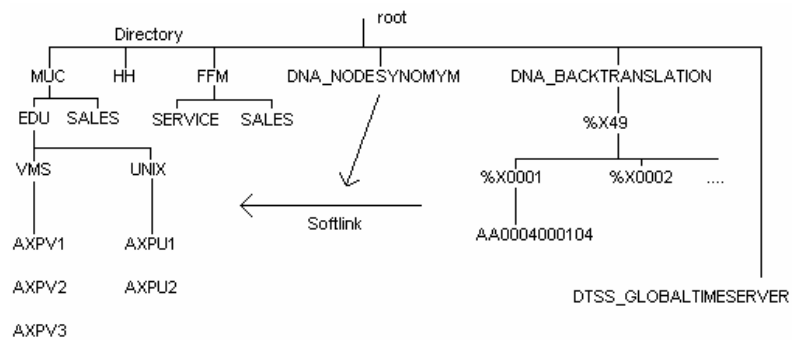 root
Directory
MUC HH FFM DNA_NODESYNOMYM DNA_BACKTRANSLATION
EDU SALES SERVICE SALES %X49
VMS UNIX %X0001 %X0002 ....
Softlink
AXPV1 AXPU1 AA0004000104
AXPV2 AXPU2 DTSS_GLOBALTIMESERVER
AXPV3